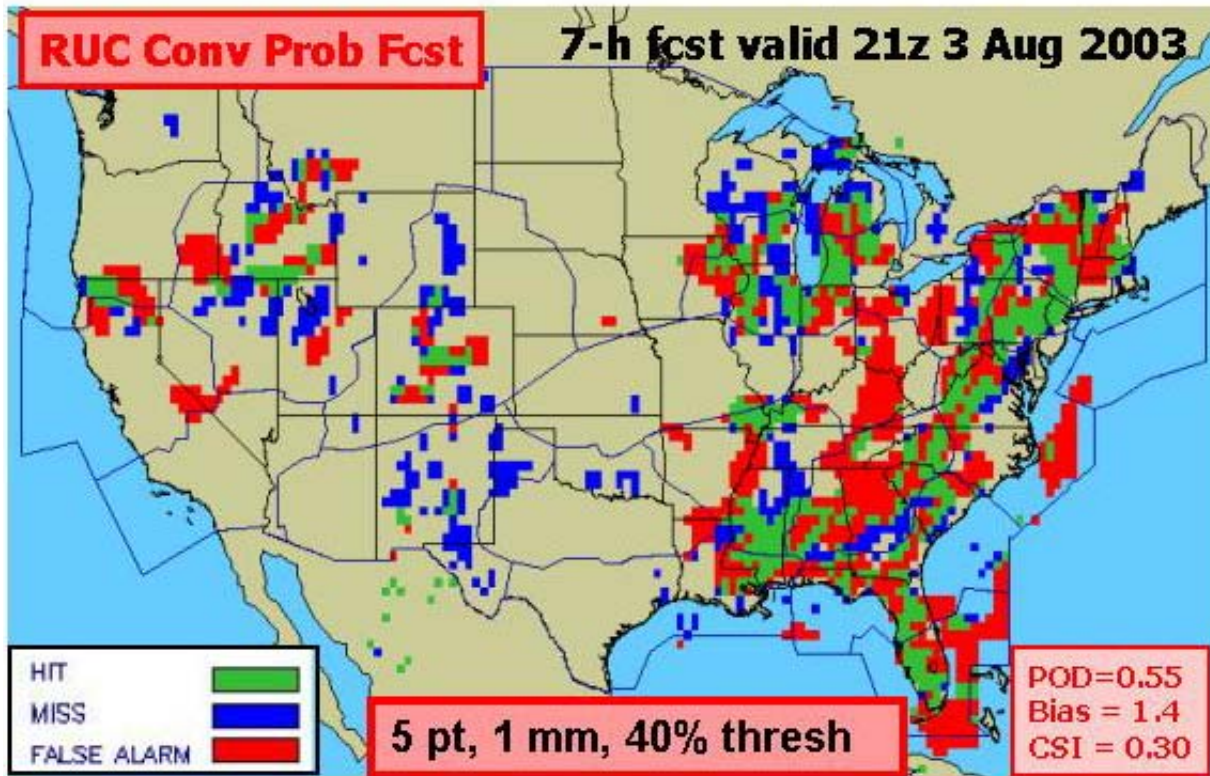 RUC Conv Prob Fcst
7-h fcst valid 21z 3 Aug 2003
HIT
MISS
FALSE ALARM
5 pt, 1 mm, 40% thresh
POD=0.55
Bias = 1.4
CSI = 0.30